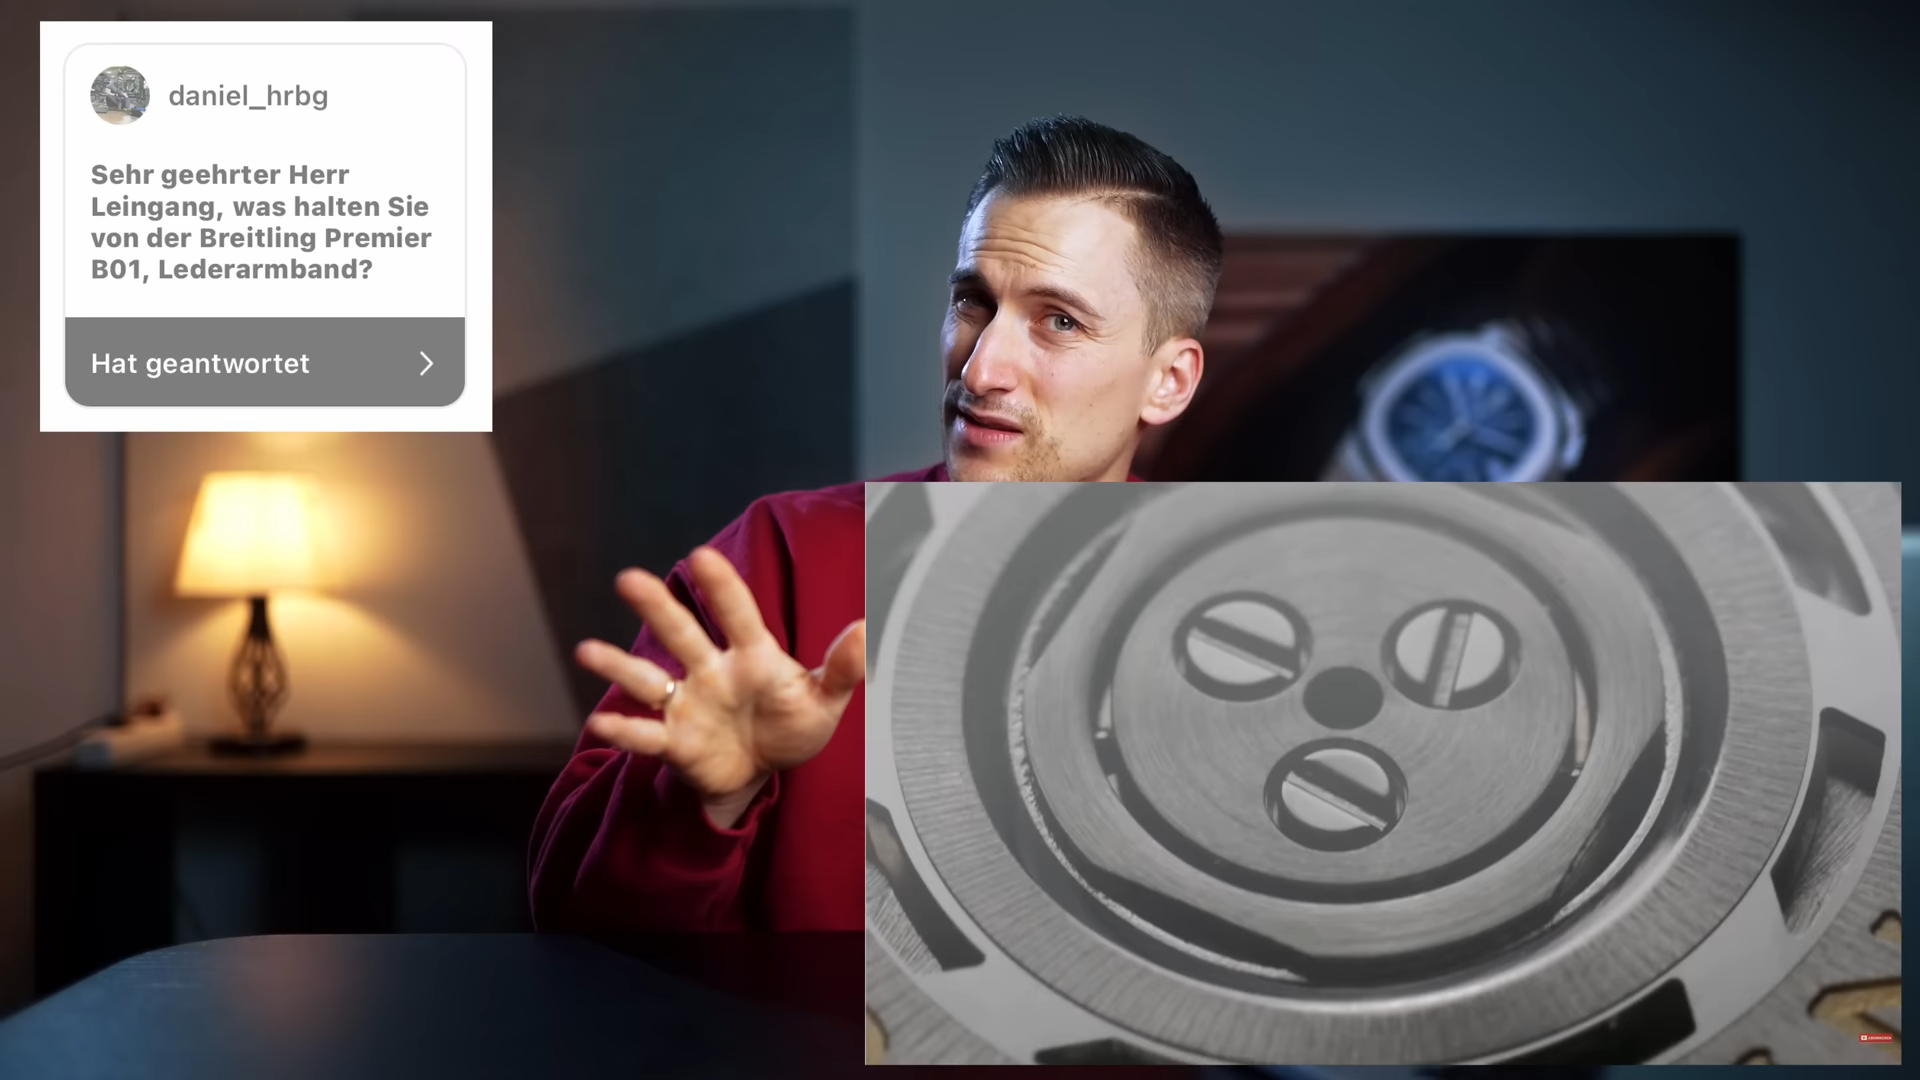 daniel_hrbg
Sehr geehrter Herr
Leingang, was halten Sie
von der Breitling Premier
B01, Lederarmband?
Hat geantwortet